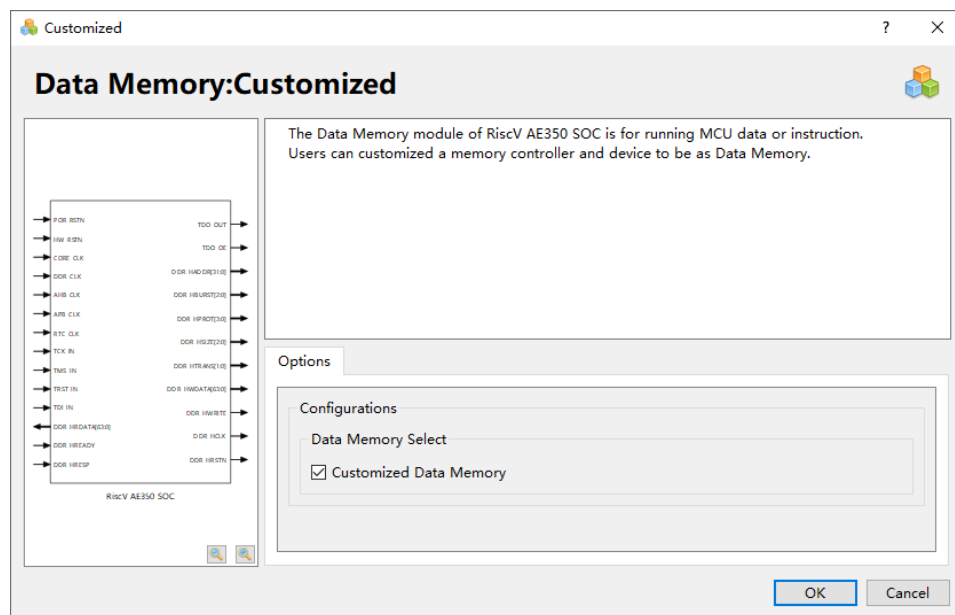 Customized
?
Data Memory:Customized
The Data Memory module of RiscV AE350 SOC is for running MCU data or instruction.
Users can customized a memory controller and device to be as Data Memory.
POR RSTN
HW RSTN
CORE CLK
DDR CLK
AHB CLK
APB CLK
RTC CLK
TCK IN
TMS IN
TRST IN
TDI IN
DDR HRDATA[63:0]
DDR HREADY
DDR HRESP
TDO OUT
TDO OE
DDR HADDR[31:0]
DDR HBURST[2:0]
DDR HPROT[3:0]
DDR HSIZE[2:0]
DDR HTRANS[1:0]
DDR HWDATA[63:0]
DDR HWRITE
DDR HCLK
DDR HRSTN
RiscV AE350 SOC
Options
Configurations
Data Memory Select
Customized Data Memory
OK
Cancel